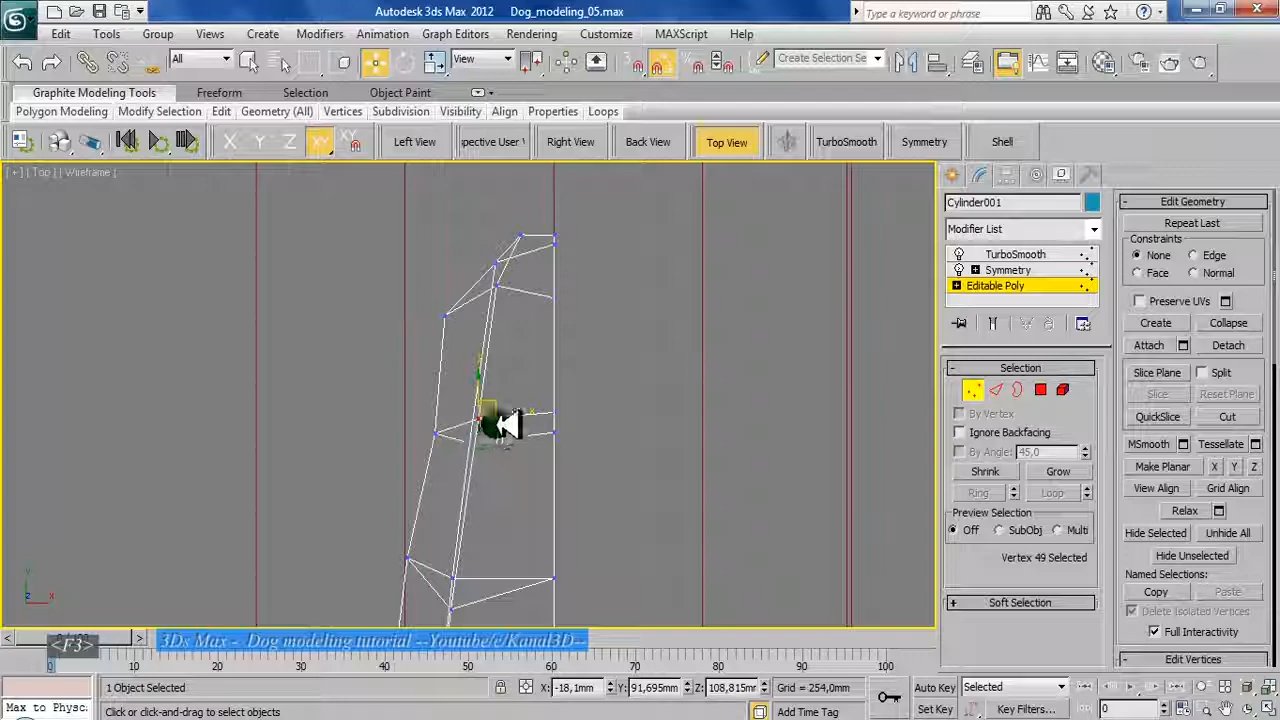 Autodesk 3ds Max 2012 Dog_modeling_05.max Type a keyword or phrase
Edit Tools Group Views Create Modifiers Animation Graph Editors Rendering Customize MAXScript Help
All View Create Selection Se
Graphite Modeling Tools Freeform Selection Object Paint
Polygon Modeling Modify Selection Edit Geometry (All) Vertices Subdivision Visibility Align Properties Loops
X Y Z XY XY Left View pective User V Right View Back View Top View TurboSmooth Symmetry Shell
[ + ] [ Top ] [ Wireframe ]
Cylinder001
Modifier List
TurboSmooth
Symmetry
Editable Poly
Selection
By Vertex
Ignore Backfacing
By Angle: 45,0
Shrink Grow
Ring Loop
Preview Selection
Off SubObj Multi
Vertex 49 Selected
Soft Selection
Edit Geometry
Repeat Last
Constraints
None Edge
Face Normal
Preserve UVs
Create Collapse
Attach Detach
Slice Plane Split
Slice Reset Plane
QuickSlice Cut
MSmooth Tessellate
Make Planar X Y Z
View Align Grid Align
Relax
Hide Selected Unhide All
Hide Unselected
Named Selections:
Copy Paste
Delete Isolated Vertices
Full Interactivity
Edit Vertices
<F3> 3Ds Max - Dog modeling tutorial --Youtube/c/Kanal3D--
0 10 20 30 40 50 60 70 80 90 100
1 Object Selected X: -18,1mm Y: 91,695mm Z: 108,815mm Grid = 254,0mm Auto Key Selected
Max to Physc. Click or click-and-drag to select objects Add Time Tag Set Key Key Filters... 0